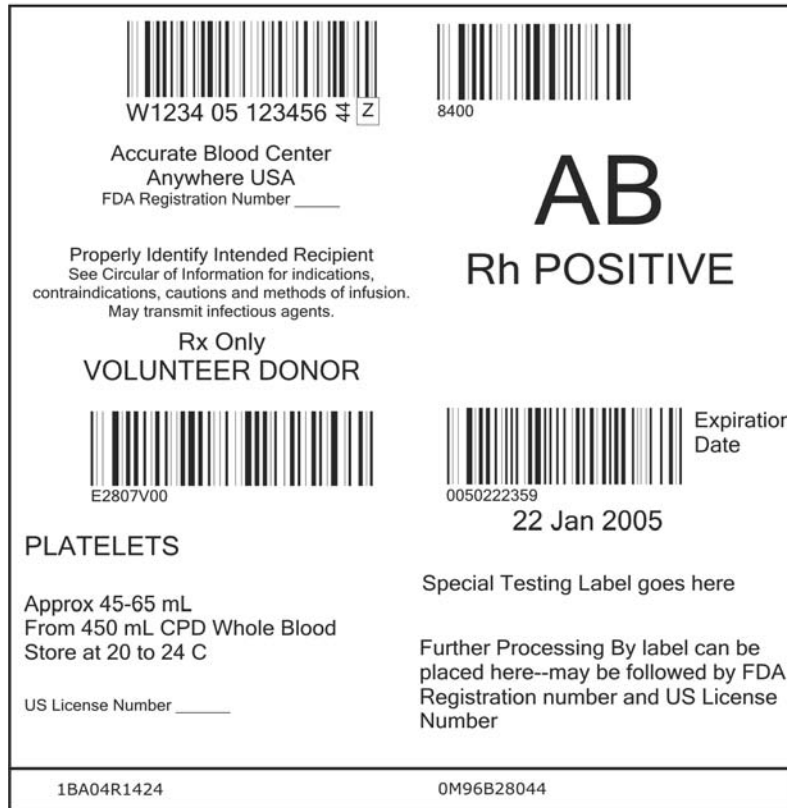 W1234 05 123456 44 Z
Accurate Blood Center
Anywhere USA
FDA Registration Number _____
Properly Identify Intended Recipient
See Circular of Information for indications,
contraindications, cautions and methods of infusion.
May transmit infectious agents.
Rx Only
VOLUNTEER DONOR
E2807V00
PLATELETS
Approx 45-65 mL
From 450 mL CPD Whole Blood
Store at 20 to 24 C
US License Number ______
8400
AB
Rh POSITIVE
Expiration
Date
0050222359
22 Jan 2005
Special Testing Label goes here
Further Processing By label can be
placed here--may be followed by FDA
Registration number and US License
Number
1BA04R1424
0M96B28044